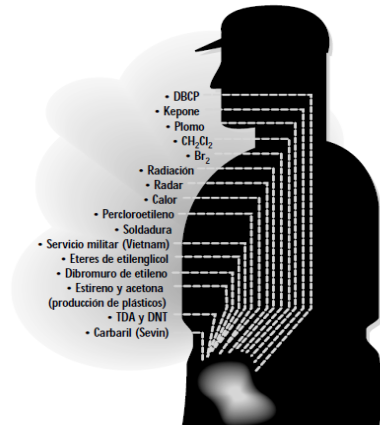 • DBCP
• Kepone
• Plomo
• CH₂Cl₂
• Br₂
• Radiación
• Radar
• Calor
• Percloroetileno
• Soldadura
• Servicio militar (Vietnam)
• Eteres de etilenglicol
• Dibromuro de etileno
• Estireno y acetona
(producción de plásticos)
• TDA y DNT
• Carbaril (Sevin)